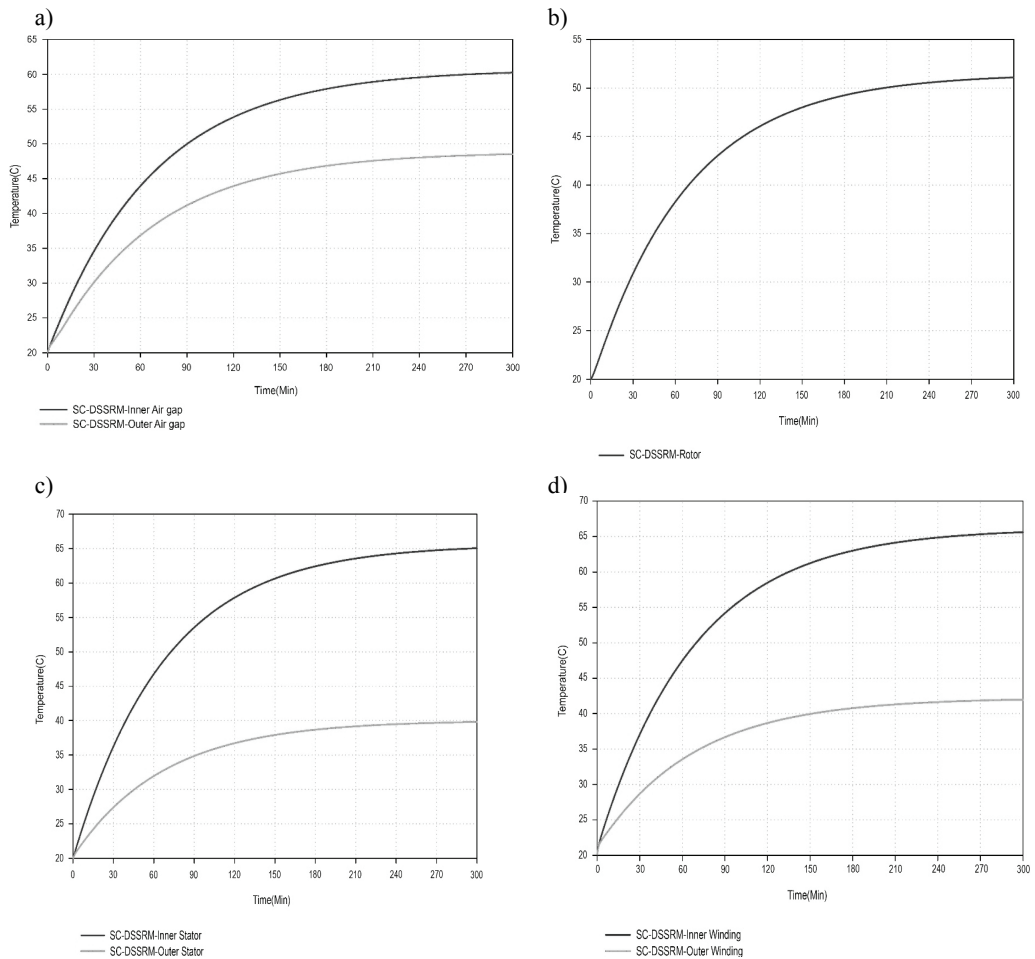 a)
65
60
55
50
45
40
35
30
25
20
Temperature(C)
0 30 60 90 120 150 180 210 240 270 300
Time(Min)
SC-DSSRM-Inner Air gap
SC-DSSRM-Outer Air gap
b)
55
50
45
40
35
30
25
20
Temperature(C)
0 30 60 90 120 150 180 210 240 270 300
Time(Min)
SC-DSSRM-Rotor
c)
70
65
60
55
50
45
40
35
30
25
20
Temperature(C)
0 30 60 90 120 150 180 210 240 270 300
Time(Min)
SC-DSSRM-Inner Stator
SC-DSSRM-Outer Stator
d)
70
65
60
55
50
45
40
35
30
25
20
Temperature(C)
0 30 60 90 120 150 180 210 240 270 300
Time(Min)
SC-DSSRM-Inner Winding
SC-DSSRM-Outer Winding